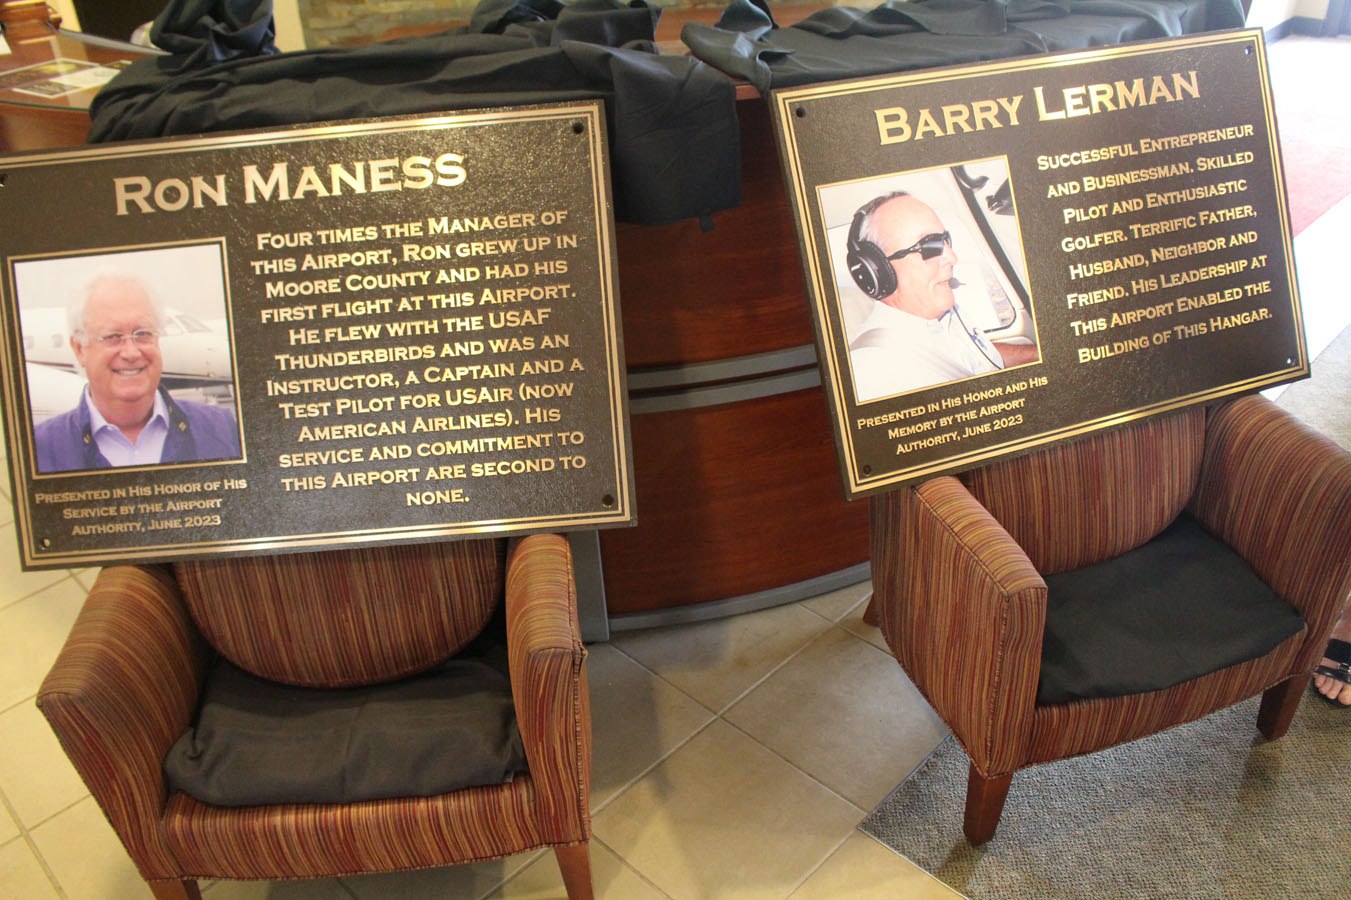 RON MANESS
FOUR TIMES THE MANAGER OF
THIS AIRPORT, RON GREW UP IN
MOORE COUNTY AND HAD HIS
FIRST FLIGHT AT THIS AIRPORT.
HE FLEW WITH THE USAF
THUNDERBIRDS AND WAS AN
INSTRUCTOR, A CAPTAIN AND A
TEST PILOT FOR USAIR (NOW
AMERICAN AIRLINES). HIS
SERVICE AND COMMITMENT TO
THIS AIRPORT ARE SECOND TO
NONE.
PRESENTED IN HIS HONOR OF HIS
SERVICE BY THE AIRPORT
AUTHORITY, JUNE 2023
BARRY LERMAN
SUCCESSFUL ENTREPRENEUR
AND BUSINESSMAN. SKILLED
PILOT AND ENTHUSIASTIC
GOLFER. TERRIFIC FATHER,
HUSBAND, NEIGHBOR AND
FRIEND. HIS LEADERSHIP AT
THIS AIRPORT ENABLED THE
BUILDING OF THIS HANGAR.
PRESENTED IN HIS HONOR AND HIS
MEMORY BY THE AIRPORT
AUTHORITY, JUNE 2023